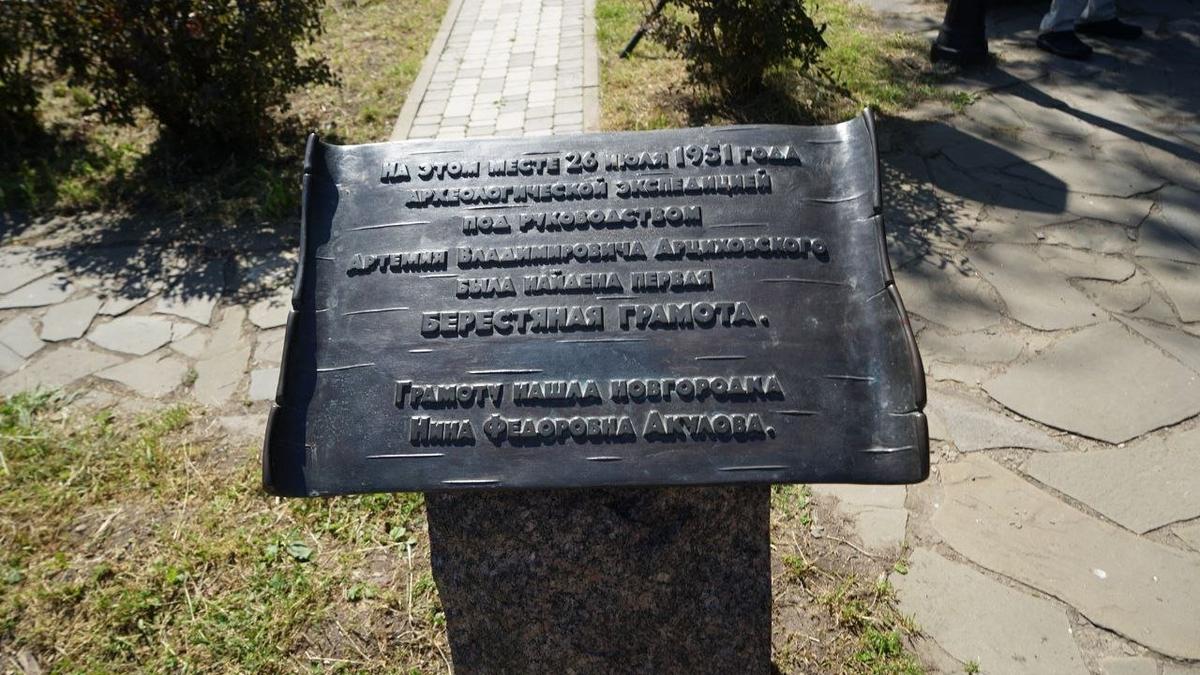 на этом месте 26 июля 1951 года
археологической экспедицией
под руководством
Артемия Владимировича Арциховского
была найдена первая
берестяная грамота.
Грамоту нашла новгородка
Нина Федоровна Акулова.